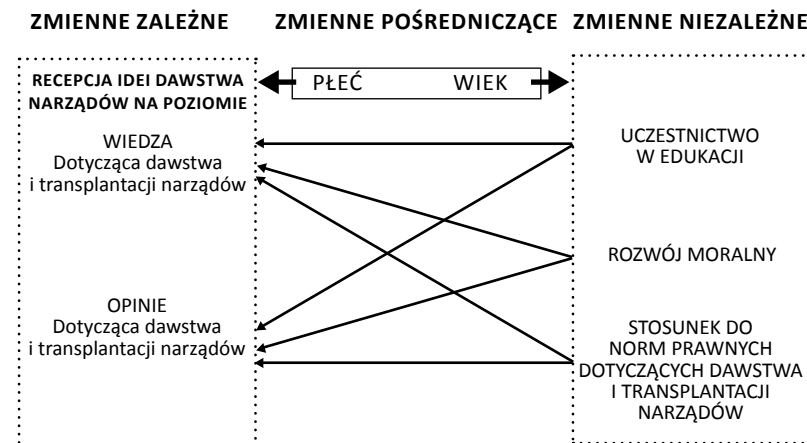 ZMIENNE ZALEŻNE ZMIENNE POŚREDNICZĄCE ZMIENNE NIEZALEŻNE
RECEPCJA IDEI DAWSTWA
NARZĄDÓW NA POZIOMIE
WIEDZA
Dotycząca dawstwa
i transplantacji narządów
OPINIE
Dotycząca dawstwa
i transplantacji narządów
PŁEĆ WIEK
UCZESTNICTWO
W EDUKACJI
ROZWÓJ MORALNY
STOSUNEK DO
NORM PRAWNYCH
DOTYCZĄCYCH DAWSTWA
I TRANSPLANTACJI
NARZĄDÓW